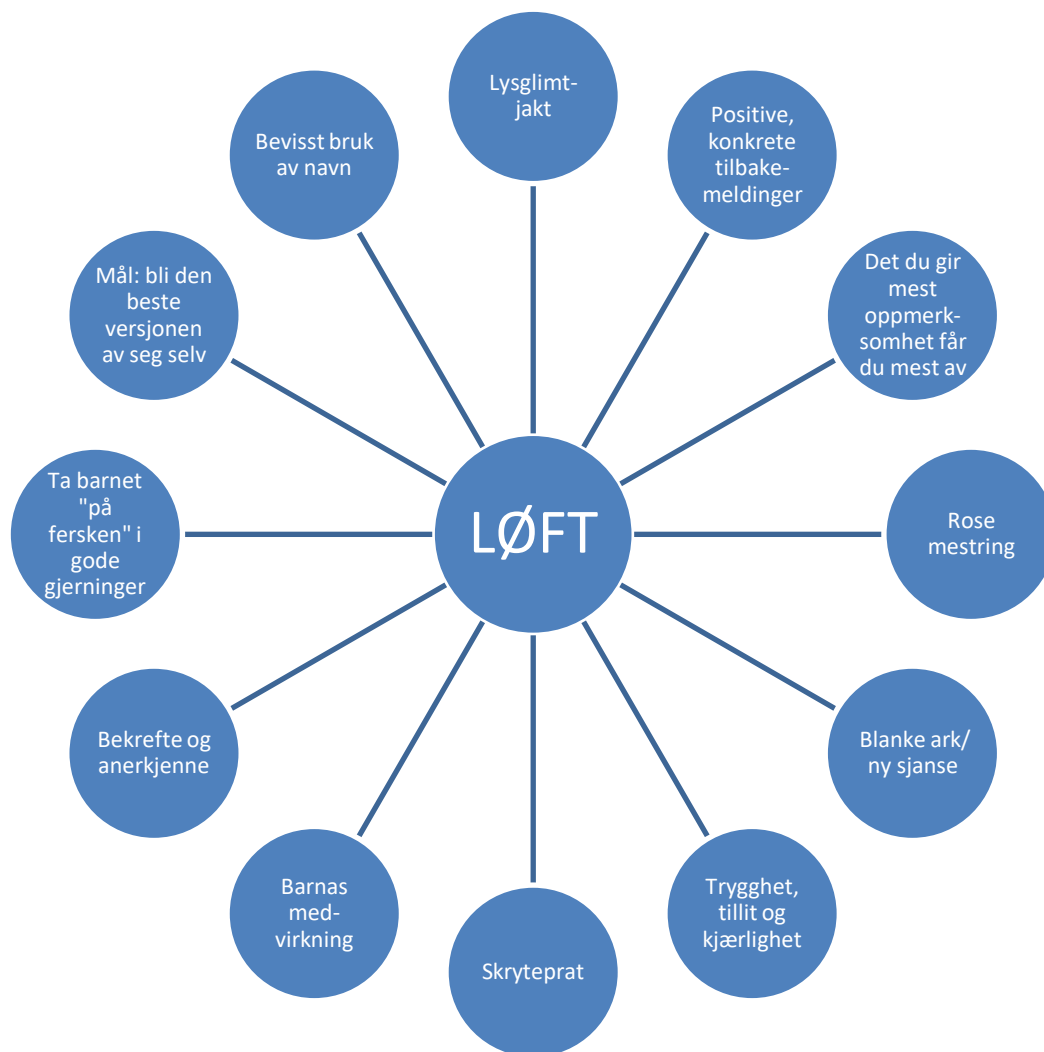 Lysglimt-
jakt
Positive,
konkrete
tilbake-
meldinger
Det du gir
mest
oppmerk-
somhet får
du mest av
Rose
mestring
Blanke ark/
ny sjanse
Trygghet,
tillit og
kjærlighet
Skryteprat
Barnas
med-
virkning
Bekrefte og
anerkjenne
Ta barnet
"på
fersken" i
gode
gjerninger
Mål: bli den
beste
versjonen
av seg selv
Bevisst bruk
av navn
LØFT